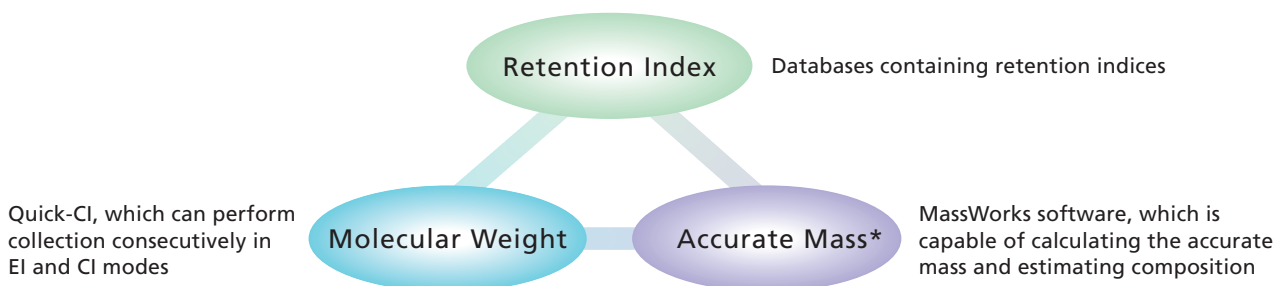 Retention Index
Databases containing retention indices
Quick-CI, which can perform
collection consecutively in
EI and CI modes
Molecular Weight
Accurate Mass*
MassWorks software, which is
capable of calculating the accurate
mass and estimating composition